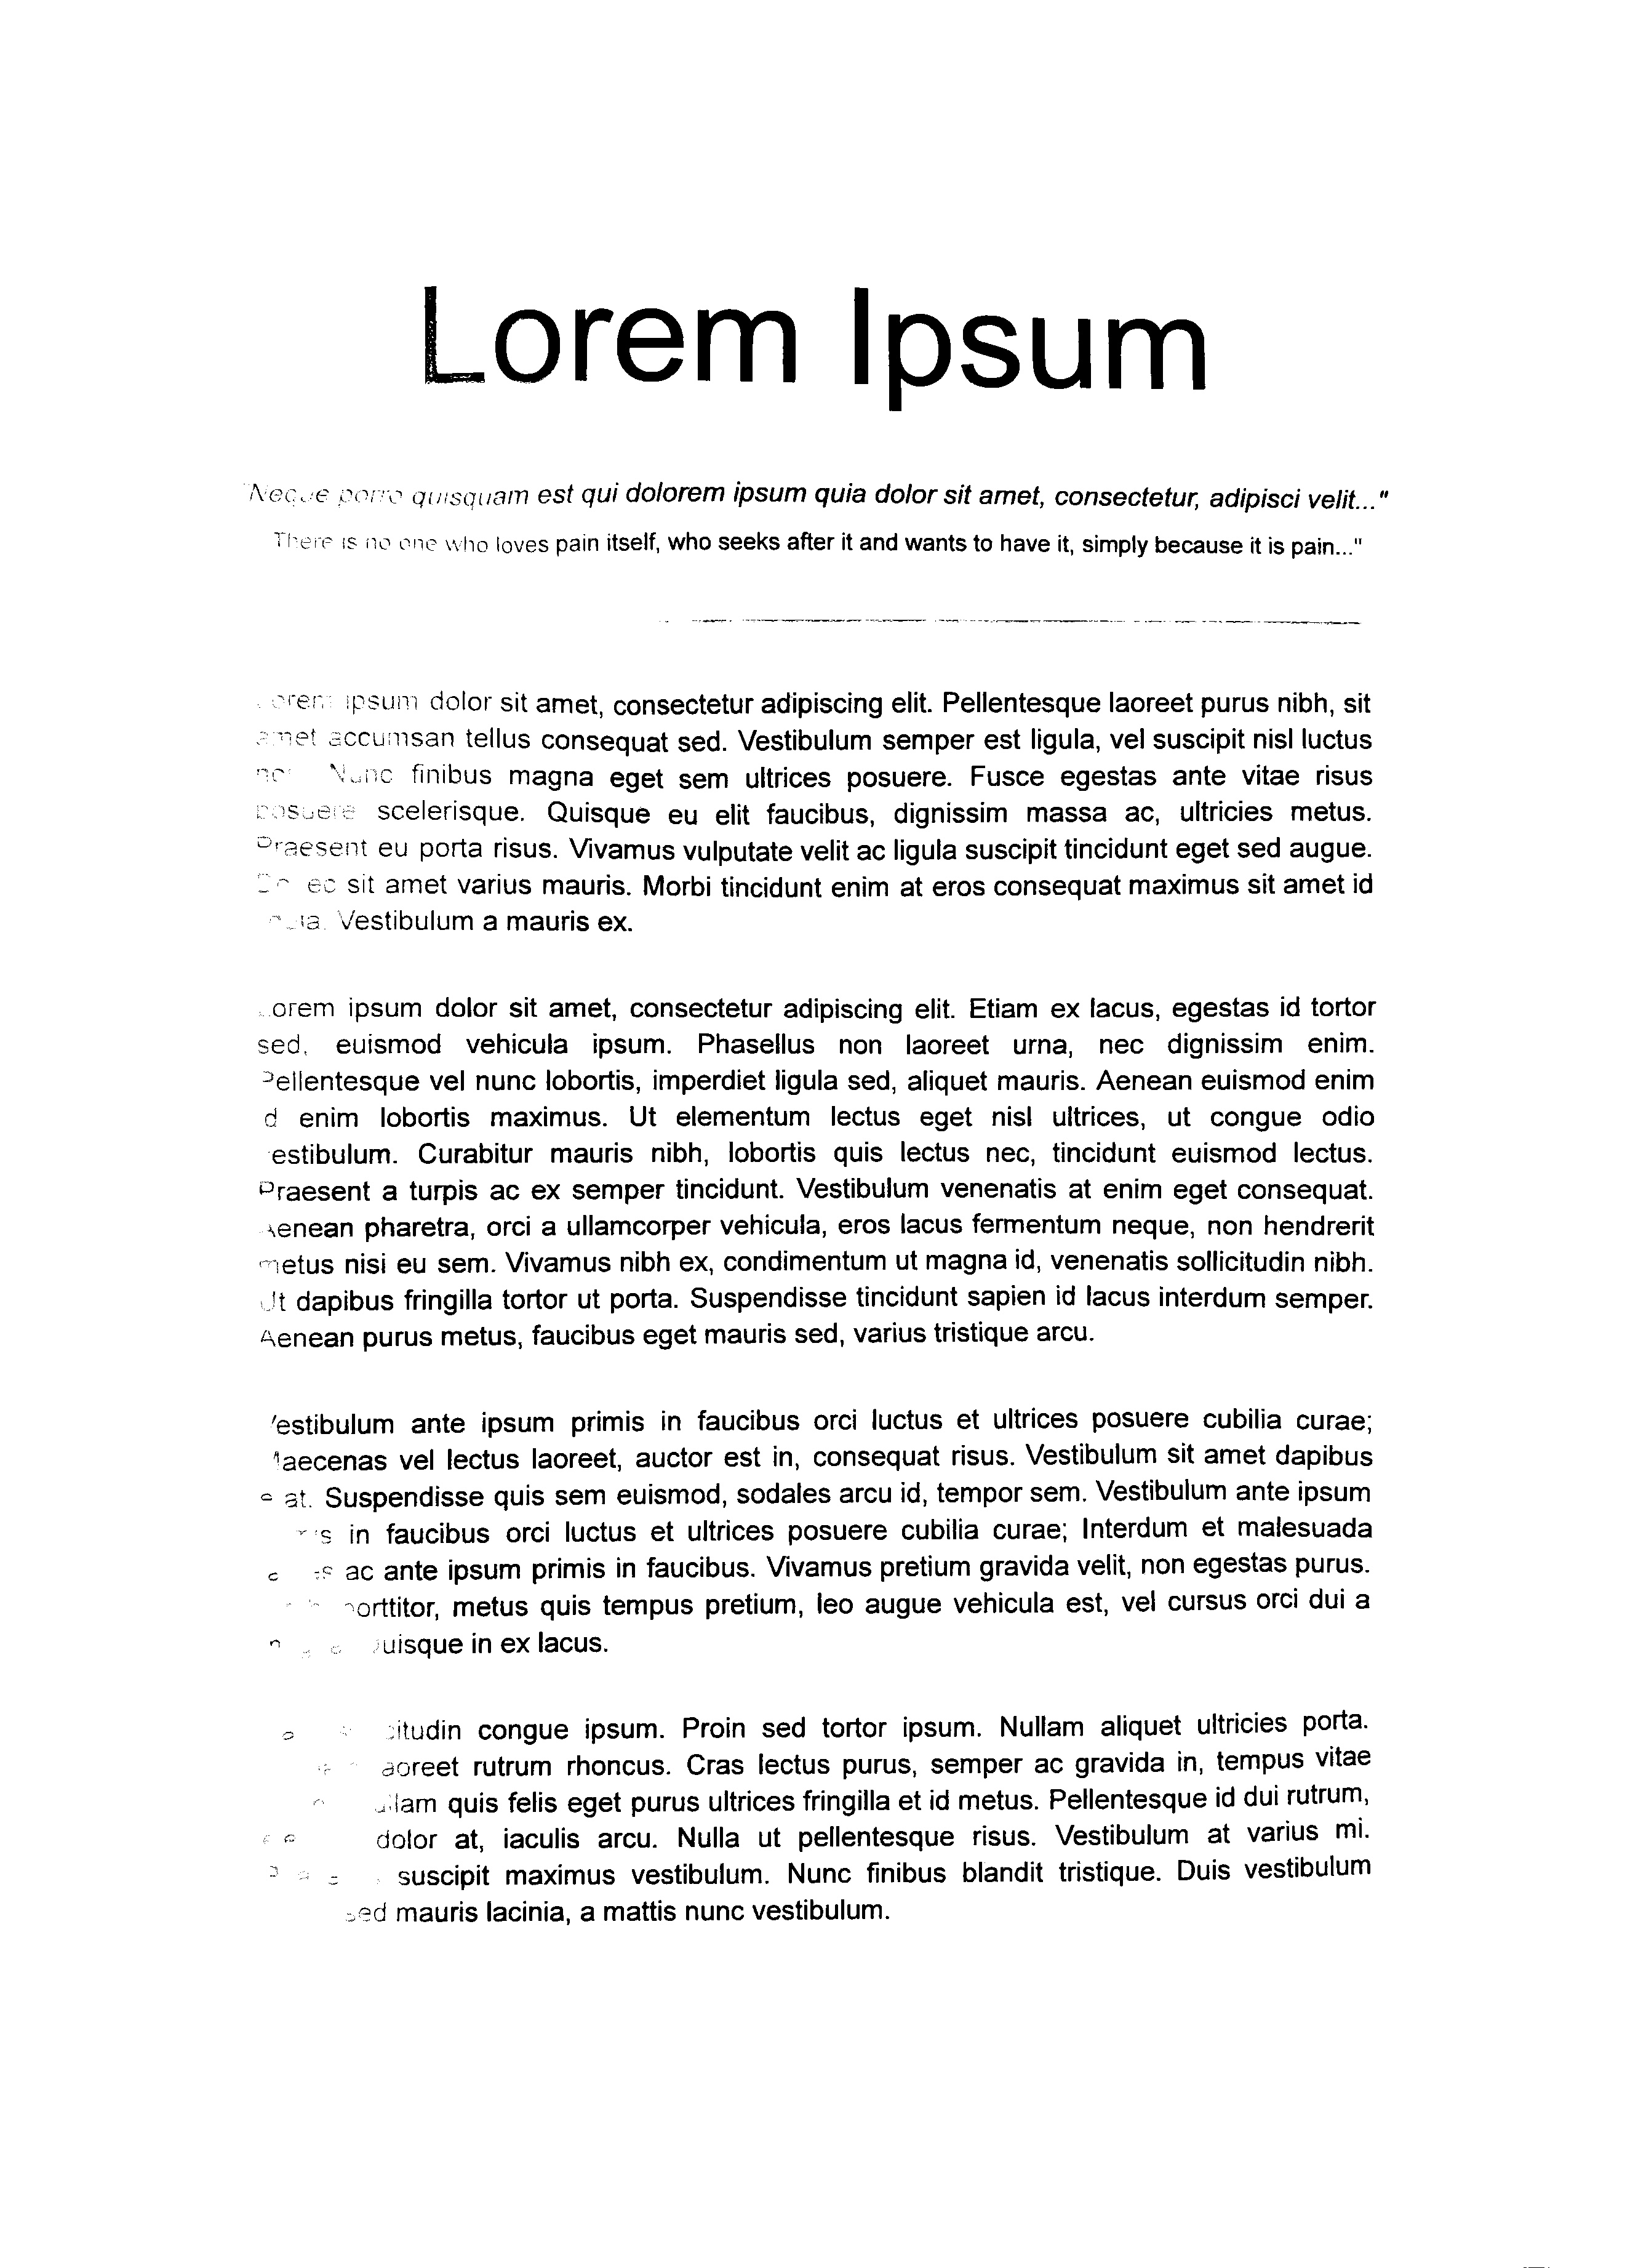 Lorem Ipsum
"Neque porro quisquam est qui dolorem ipsum quia dolor sit amet, consectetur, adipisci velit..."
There is no one who loves pain itself, who seeks after it and wants to have it, simply because it is pain..."
Lorem ipsum dolor sit amet, consectetur adipiscing elit. Pellentesque laoreet purus nibh, sit
amet accumsan tellus consequat sed. Vestibulum semper est ligula, vel suscipit nisl luctus
Nunc finibus magna eget sem ultrices posuere. Fusce egestas ante vitae risus
posuere scelerisque. Quisque eu elit faucibus, dignissim massa ac, ultricies metus.
Praesent eu porta risus. Vivamus vulputate velit ac ligula suscipit tincidunt eget sed augue.
sit amet varius mauris. Morbi tincidunt enim at eros consequat maximus sit amet id
Vestibulum a mauris ex.
Lorem ipsum dolor sit amet, consectetur adipiscing elit. Etiam ex lacus, egestas id tortor
sed, euismod vehicula ipsum. Phasellus non laoreet urna, nec dignissim enim.
Pellentesque vel nunc lobortis, imperdiet ligula sed, aliquet mauris. Aenean euismod enim
enim lobortis maximus. Ut elementum lectus eget nisl ultrices, ut congue odio
vestibulum. Curabitur mauris nibh, lobortis quis lectus nec, tincidunt euismod lectus.
Praesent a turpis ac ex semper tincidunt. Vestibulum venenatis at enim eget consequat.
Aenean pharetra, orci a ullamcorper vehicula, eros lacus fermentum neque, non hendrerit
metus nisi eu sem. Vivamus nibh ex, condimentum ut magna id, venenatis sollicitudin nibh.
Ut dapibus fringilla tortor ut porta. Suspendisse tincidunt sapien id lacus interdum semper.
Aenean purus metus, faucibus eget mauris sed, varius tristique arcu.
Vestibulum ante ipsum primis in faucibus orci luctus et ultrices posuere cubilia curae;
Maecenas vel lectus laoreet, auctor est in, consequat risus. Vestibulum sit amet dapibus
at. Suspendisse quis sem euismod, sodales arcu id, tempor sem. Vestibulum ante ipsum
in faucibus orci luctus et ultrices posuere cubilia curae; Interdum et malesuada
ac ante ipsum primis in faucibus. Vivamus pretium gravida velit, non egestas purus.
porttitor, metus quis tempus pretium, leo augue vehicula est, vel cursus orci dui a
Quisque in ex lacus.
congue ipsum. Proin sed tortor ipsum. Nullam aliquet ultricies porta.
laoreet rutrum rhoncus. Cras lectus purus, semper ac gravida in, tempus vitae
quis felis eget purus ultrices fringilla et id metus. Pellentesque id dui rutrum,
dolor at, iaculis arcu. Nulla ut pellentesque risus. Vestibulum at varius mi.
suscipit maximus vestibulum. Nunc finibus blandit tristique. Duis vestibulum
sed mauris lacinia, a mattis nunc vestibulum.